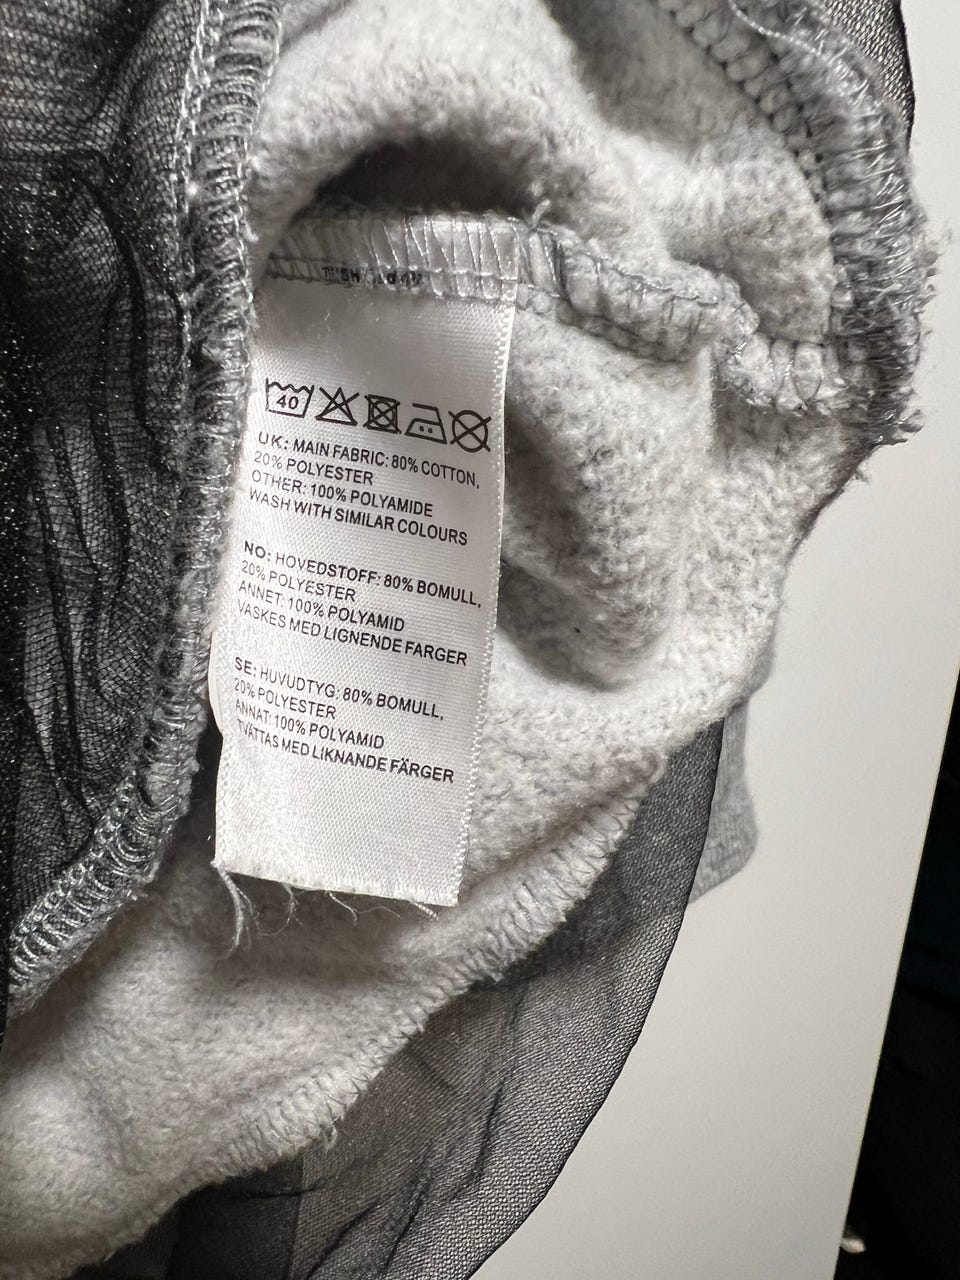 40
UK: MAIN FABRIC: 80% COTTON,
20% POLYESTER
OTHER: 100% POLYAMIDE
WASH WITH SIMILAR COLOURS
NO: HOVEDSTOFF: 80% BOMULL,
20% POLYESTER
ANNET: 100% POLYAMID
VASKES MED LIGNENDE FARGER
SE: HUVUDTYG: 80% BOMULL,
20% POLYESTER
ANNAT: 100% POLYAMID
TVÄTTAS MED LIKNANDE FÄRGER